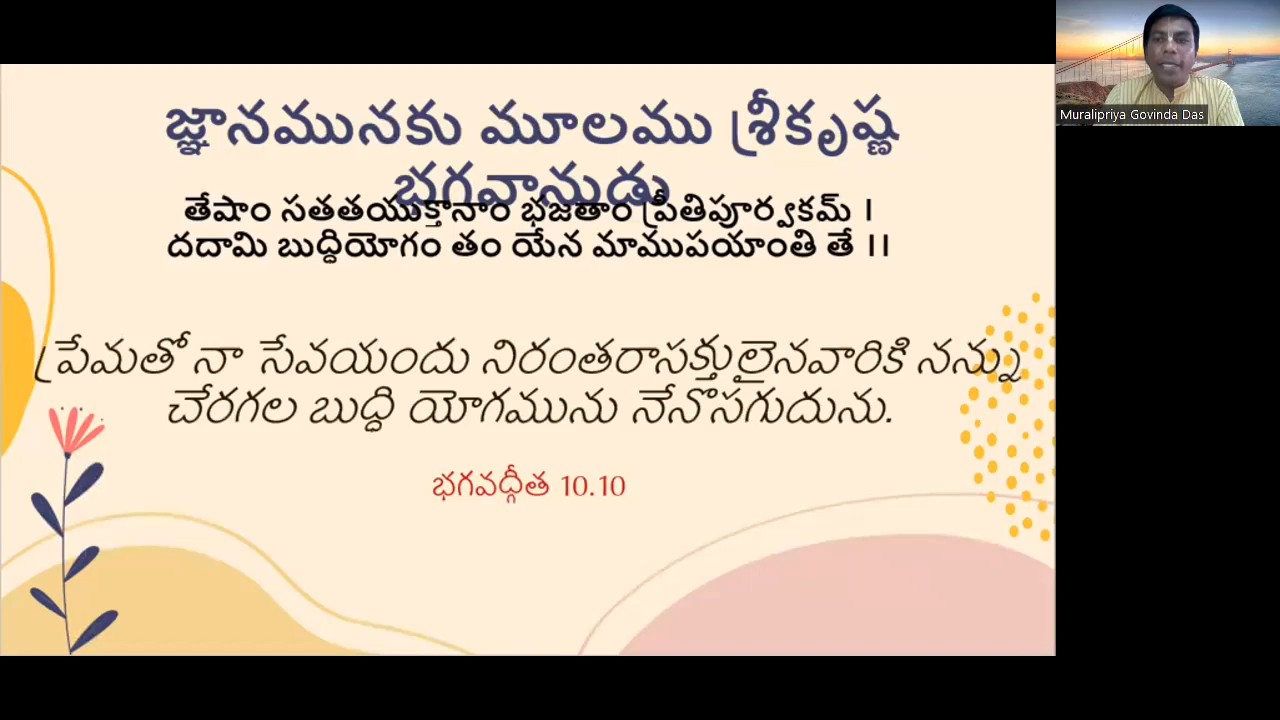 జ్ఞానమునకు మూలము శ్రీకృష్ణ
భగవానుడు
తేషాం సతతయుక్తానాం భజతాం ప్రీతిపూర్వకమ్ ।
దదామి బుద్ధియోగం తం యేన మాముపయాంతి తే ।।
ప్రేమతో నా సేవయందు నిరంతరాసక్తులైనవారికి నన్ను
చేరగల బుద్ధి యోగమును నేనొసగుదును.
భగవద్గీత 10.10
Muralipriya Govinda Das